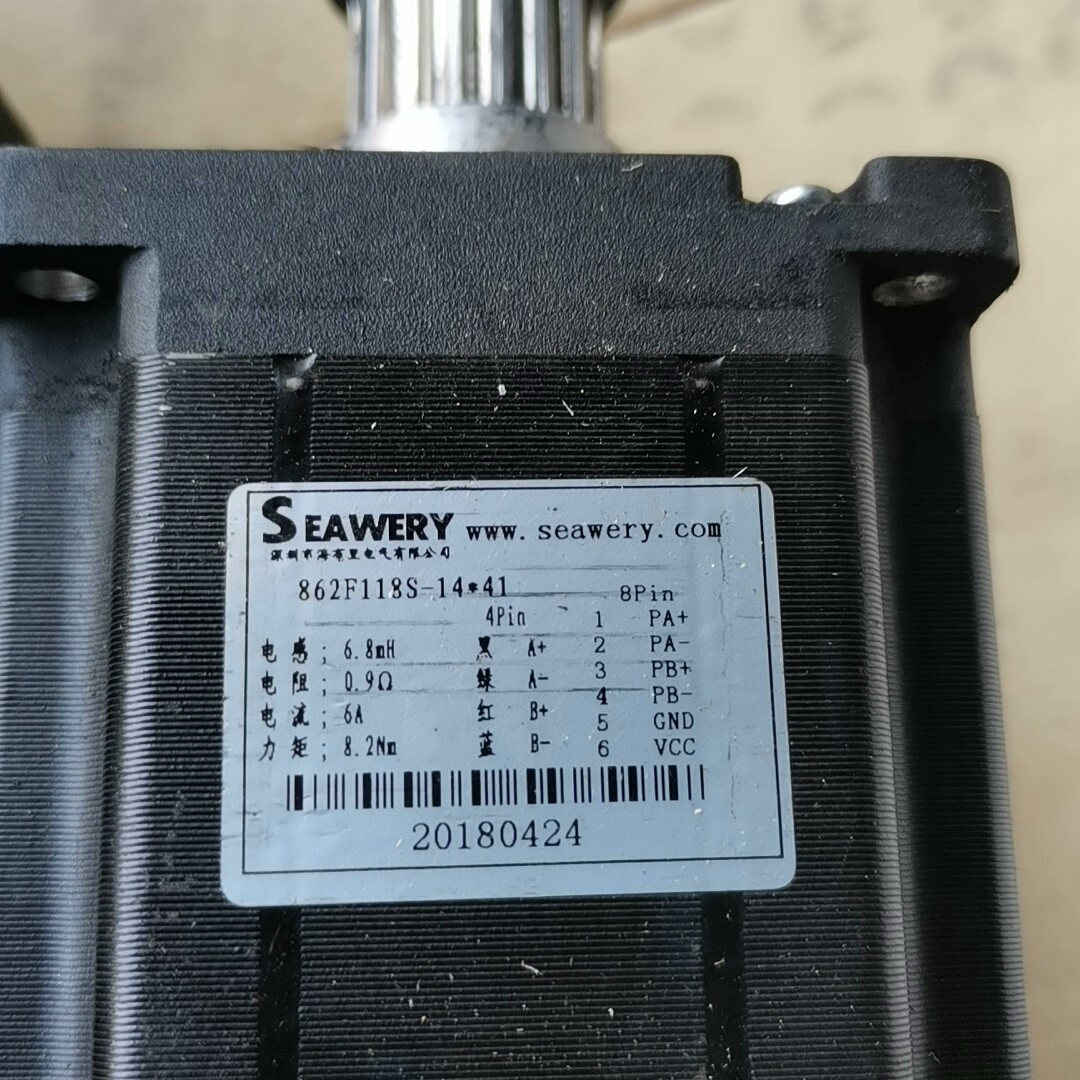 SEAWERY www.seawery.com
深圳市海布里电气有限公司
862F118S-14*41
8Pin
4Pin 1 PA+
电感; 6.8mH 黑 A+ 2 PA-
电阻; 0.9Ω 绿 A- 3 PB+
4 PB-
电流; 6A 红 B+ 5 GND
力矩; 8.2Nm 蓝 B- 6 VCC
20180424